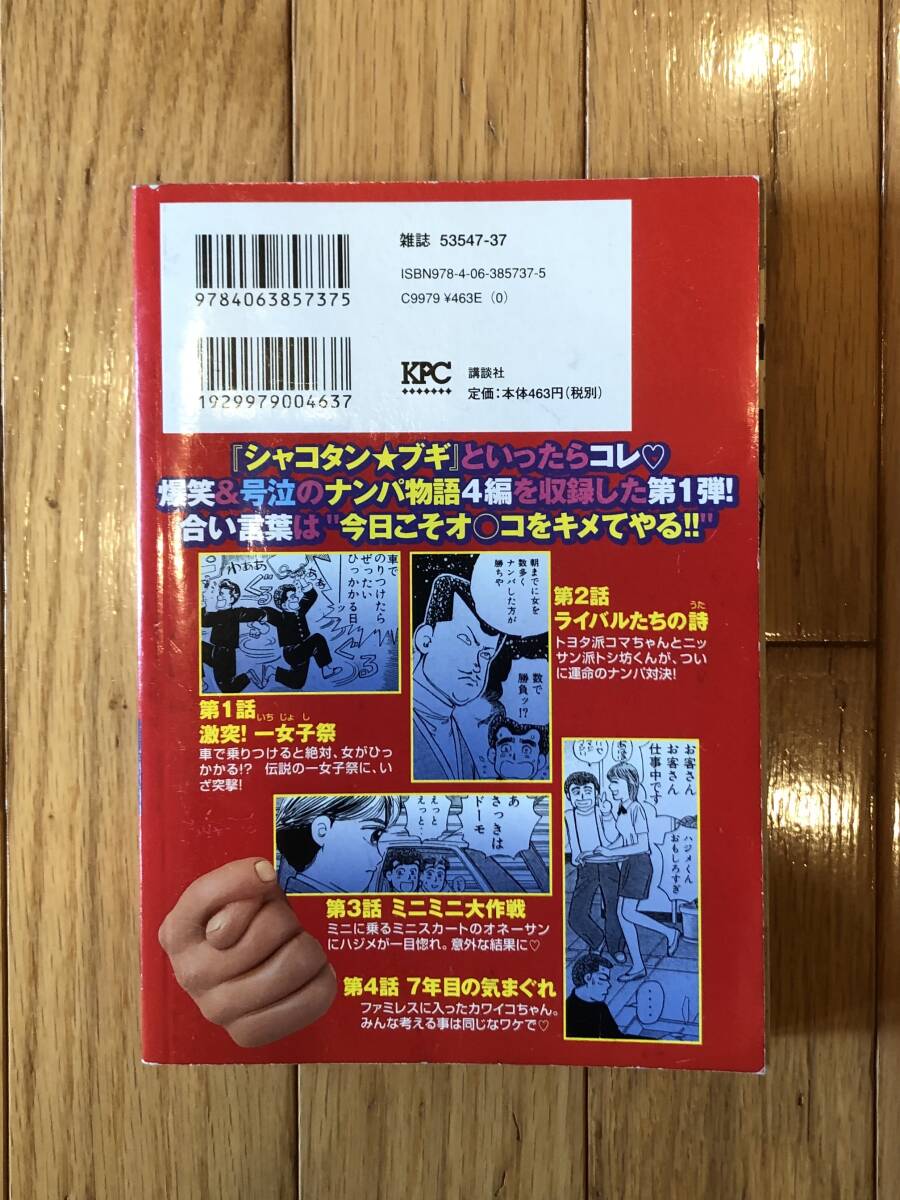 雑誌 53547-37
ISBN978-4-06-385737-5
C9979 ¥463E (0)
9784063857375
KPC 講談社
定価:本体463円(税別)
1929979004637
『シャコタン★ブギ』といったらコレ♡
爆笑&号泣のナンパ物語4編を収録した第1弾!
合い言葉は"今日こそオ○コをキメてやる!!"
わぁぁ
車で
のりつけたら
ぜったい
ひっかかる日
ッ
朝までに女を
数多く
ナンパした方が
勝ちや
数で
勝負ッ!?
第2話
ライバルたちの詩
うた
トヨタ派コマちゃんとニッ
サン派トシ坊くんが、つい
に運命のナンパ対決!
第1話
いちじょし
激突! 一女子祭
車で乗りつけると絶対、女がひっ
かかる!? 伝説の一女子祭に、い
ざ突撃!
お客さん
お客さん
仕事中です
ハジメくん
おもしろすぎ
あっきは
ドーモ
えっと
えっと‥
第3話 ミニミニ大作戦
ミニに乗るミニスカートのオネーサン
にハジメが一目惚れ。意外な結果に♡
第4話 7年目の気まぐれ
ファミレスに入ったカワイコちゃん。
みんな考える事は同じなワケで♡